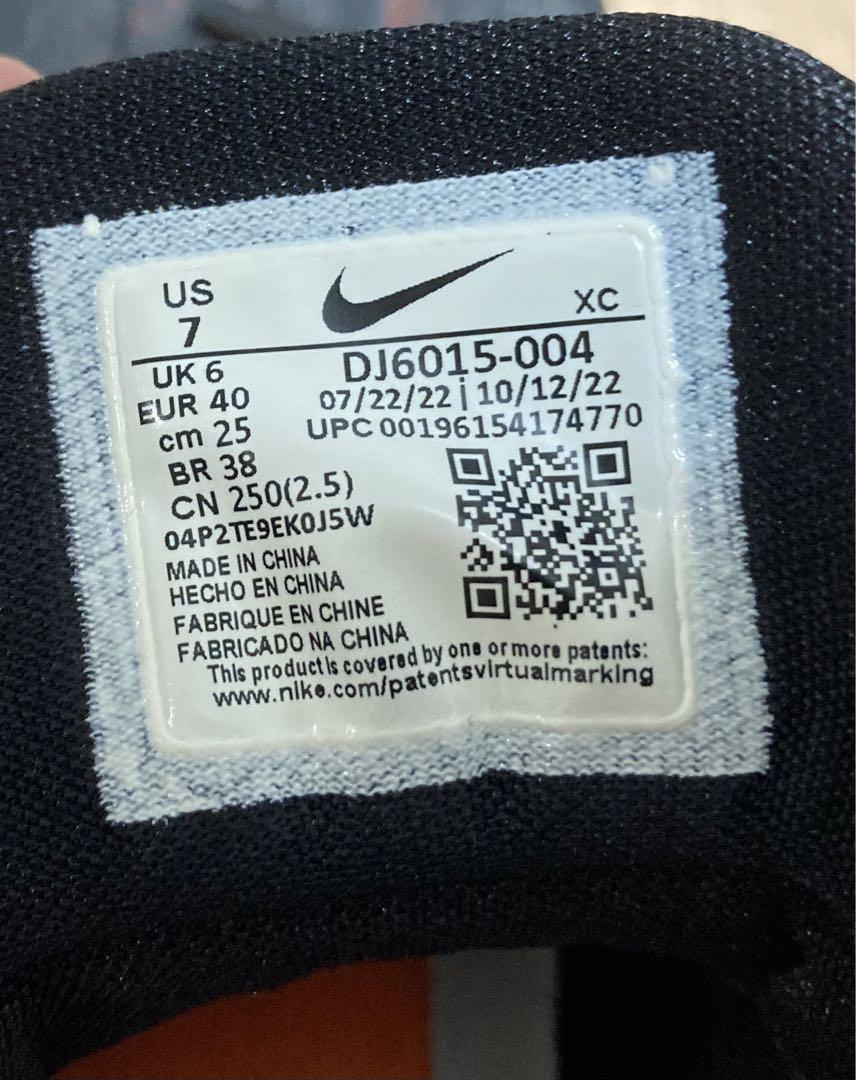 US
7
XC
UK 6
DJ6015-004
EUR 40
07/22/22 | 10/12/22
cm 25
UPC 00196154174770
BR 38
CN 250(2.5)
04P2TE9EK0J5W
MADE IN CHINA
HECHO EN CHINA
FABRIQUE EN CHINE
FABRICADO NA CHINA
This product is covered by one or more patents:
www.nike.com/patentsvirtualmarking